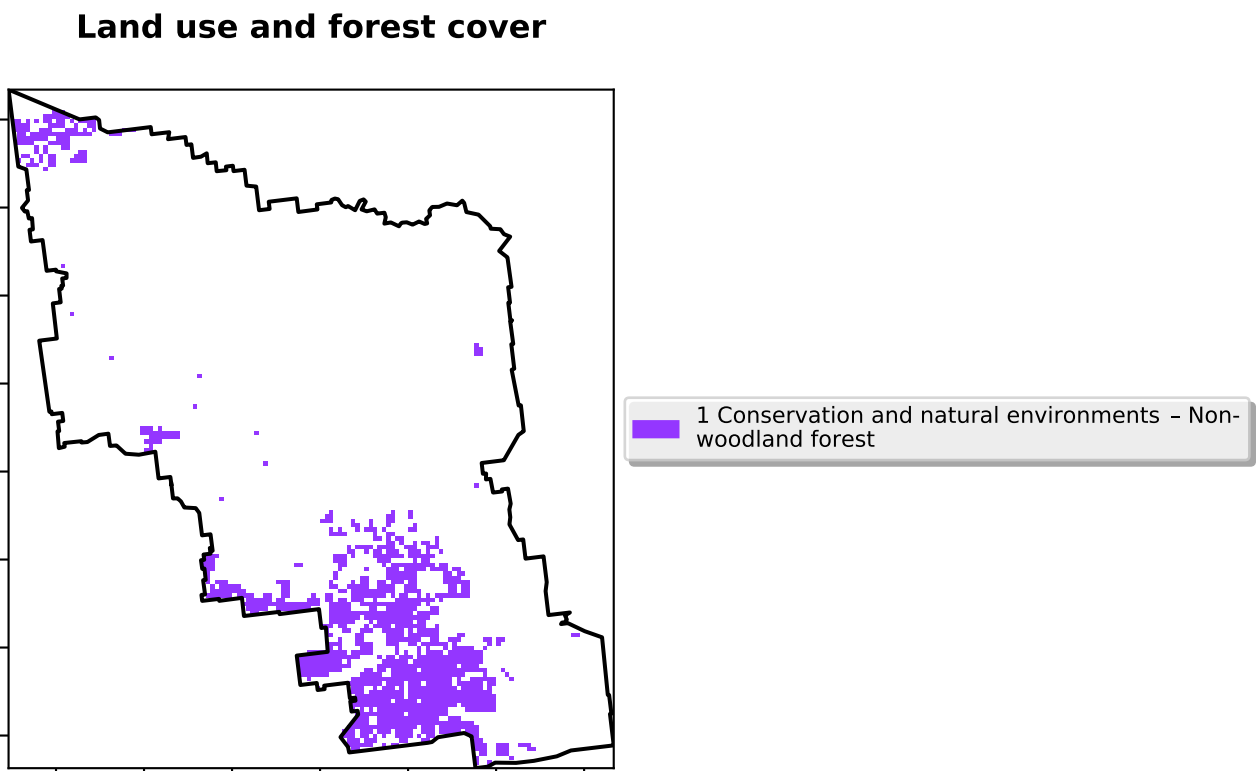 Land use and forest cover
1 Conservation and natural environments – Non-
woodland forest